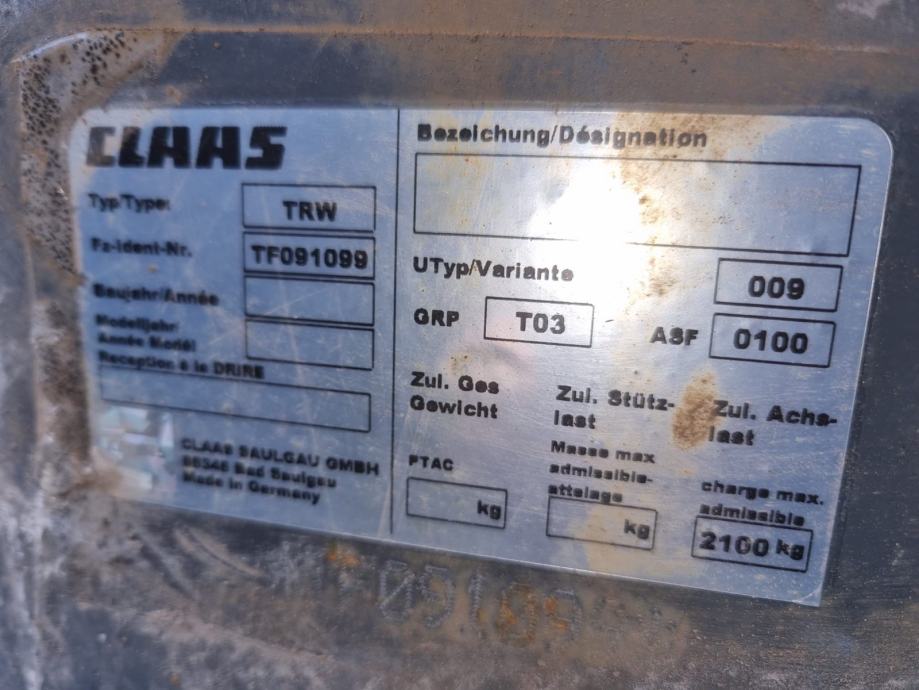 CLAAS
Typ/Type: TRW
Fz-Ident-Nr. TF091099
Baujahr/Année
Modelljahr:
Année Modèl
Reception à la DRIRE
CLAAS SAULGAU GMBH
88348 Bad Saulgau
Made in Germany
Bezeichung/Désignation
UTyp/Variante 009
GRP T03 ASF 0100
Zul. Ges
Gewicht
PTAC
kg
Zul. Stütz-
last
Masse max
admissible-
attelage
kg
Zul. Achs-
last
charge max.
admissible
2100 kg